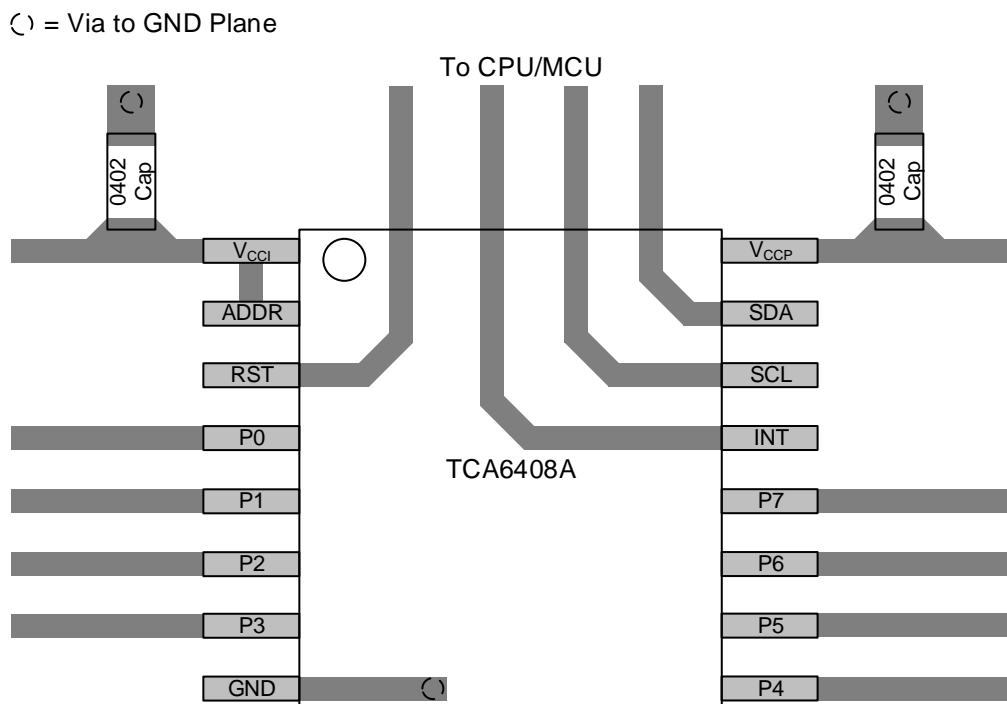 = Via to GND Plane
To CPU/MCU
0402
Cap
0402
Cap
VCCI
VCCP
ADDR
SDA
RST
SCL
P0
INT
TCA6408A
P1
P7
P2
P6
P3
P5
GND
P4